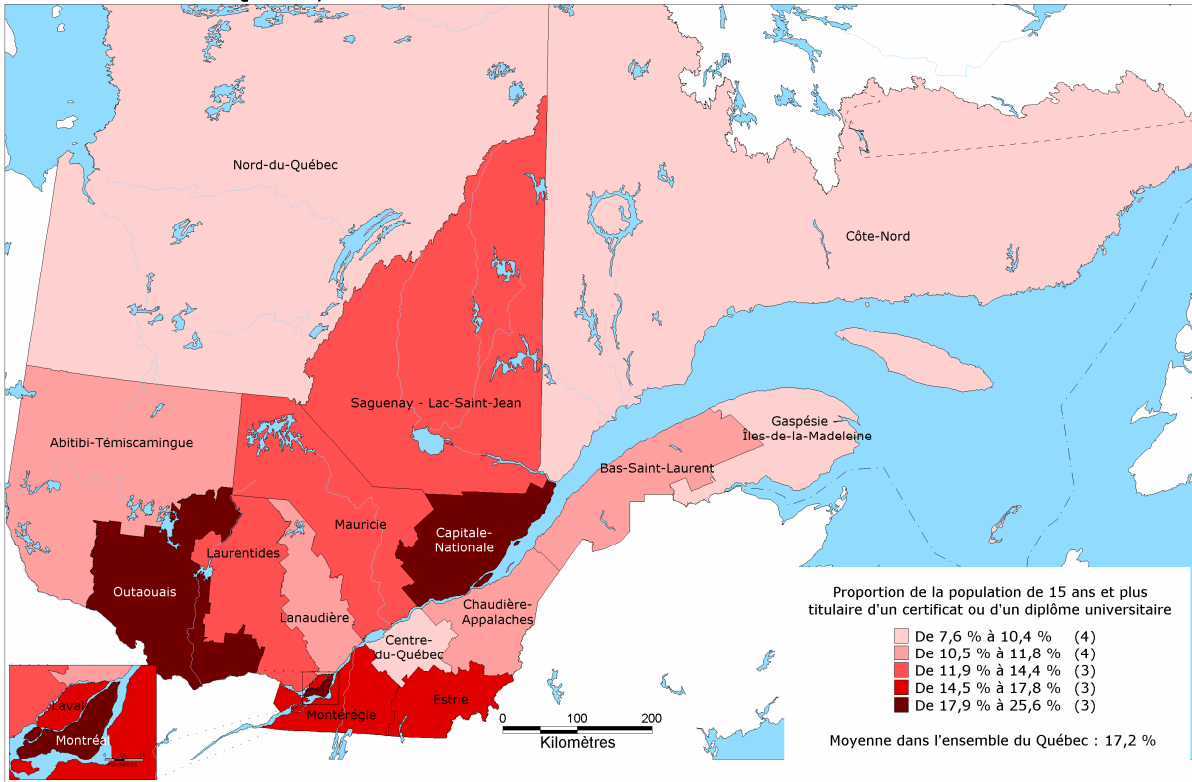 Nord-du-Québec
Côte-Nord
Saguenay - Lac-Saint-Jean
Gaspésie
Îles-de-la-Madeleine
Abitibi-Témiscamingue
Bas-Saint-Laurent
Mauricie
Capitale-
Nationale
Laurentides
Outaouais
Lanaudière
Chaudière-
Appalaches
Centre-
du-Québec
Estrie
Montérégie
Laval
Montréal
0 100 200
Kilomètres
Proportion de la population de 15 ans et plus
titulaire d'un certificat ou d'un diplôme universitaire
De 7,6 % à 10,4 % (4)
De 10,5 % à 11,8 % (4)
De 11,9 % à 14,4 % (3)
De 14,5 % à 17,8 % (3)
De 17,9 % à 25,6 % (3)
Moyenne dans l'ensemble du Québec : 17,2 %